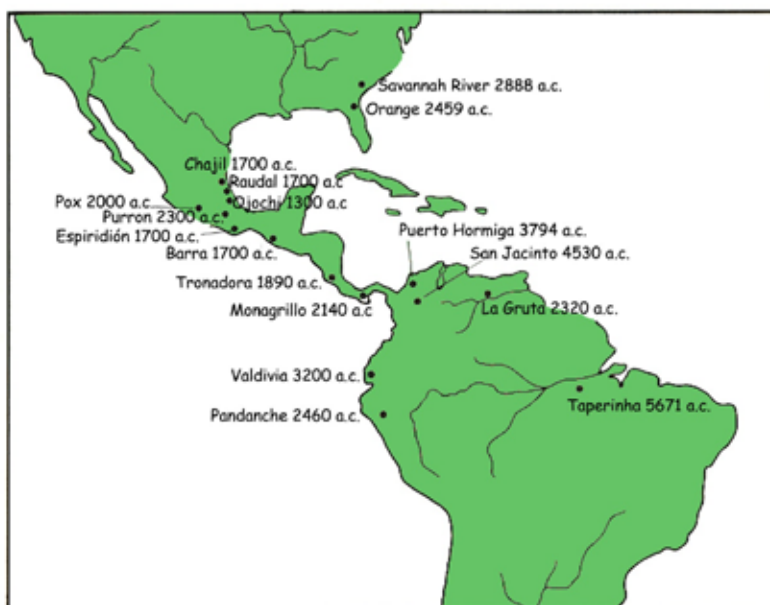 Savannah River 2888 a.c.
Orange 2459 a.c.
Chajil 1700 a.c.
Raudal 1700 a.c
Ojochi 1300 a.c
Pox 2000 a.c.
Purron 2300 a.c.
Espiridión 1700 a.c.
Barra 1700 a.c.
Puerto Hormiga 3794 a.c.
San Jacinto 4530 a.c.
Tronadora 1890 a.c.
Monagrillo 2140 a.c
La Gruta 2320 a.c.
Valdivia 3200 a.c.
Taperinha 5671 a.c.
Pandanche 2460 a.c.